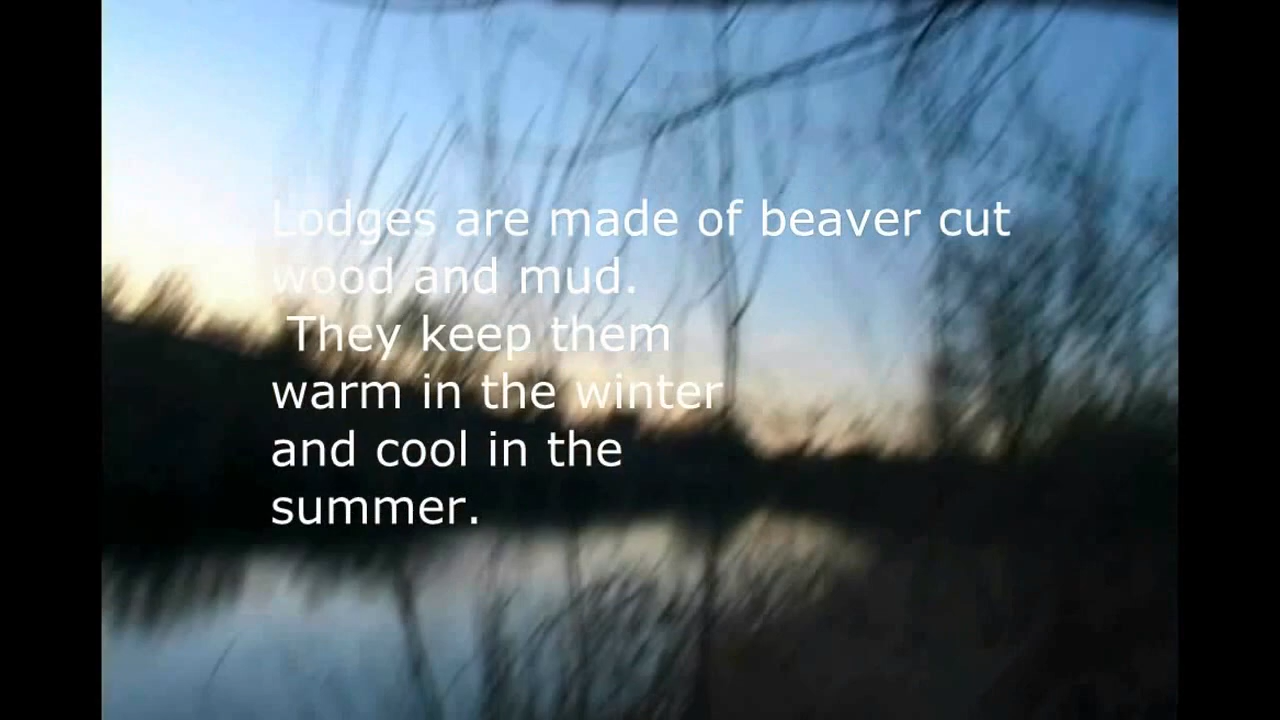 Lodges are made of beaver cut
wood and mud.
They keep them
warm in the winter
and cool in the
summer.